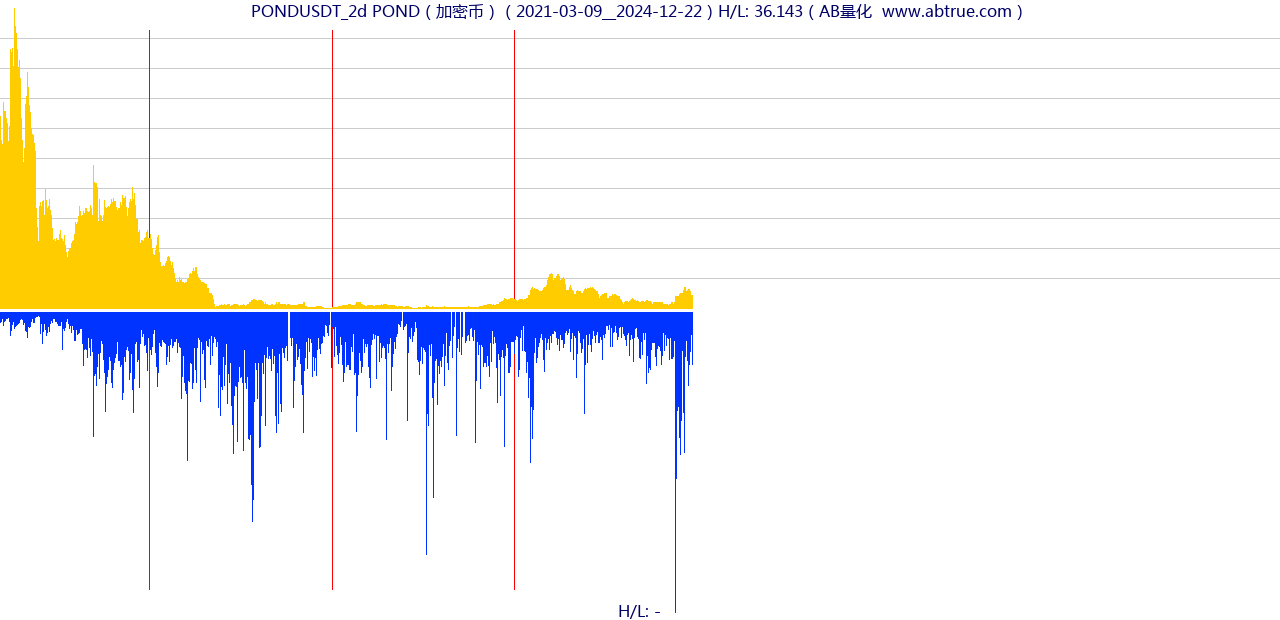 PONDUSDT_2d POND ( 加密币 ) ( 2021-03-09__2024-12-22 ) H/L: 36.143 ( AB量化  www.abtrue.com )
H/L: -